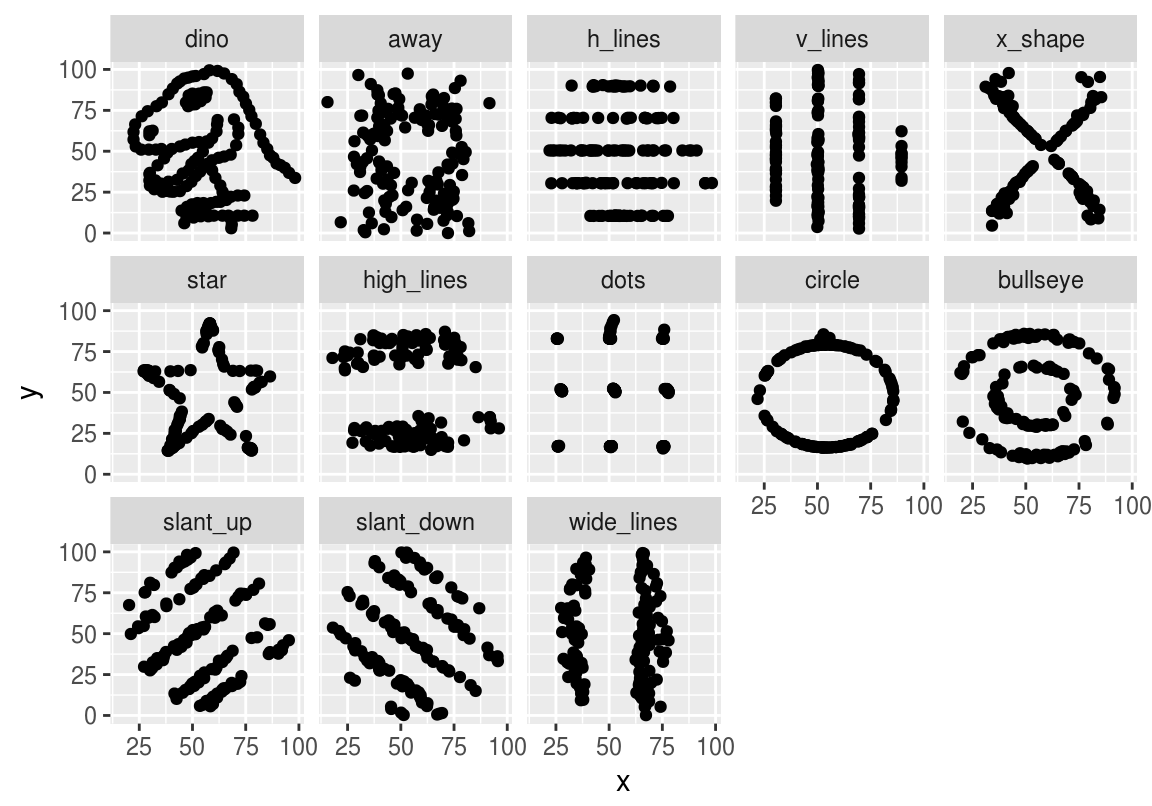 dino away h_lines v_lines x_shape
100
75
50
25
0
star high_lines dots circle bullseye
100
75
50
25
0
25 50 75 100 25 50 75 100
slant_up slant_down wide_lines
100
75
50
25
0
25 50 75 100 25 50 75 100 25 50 75 100
x
y